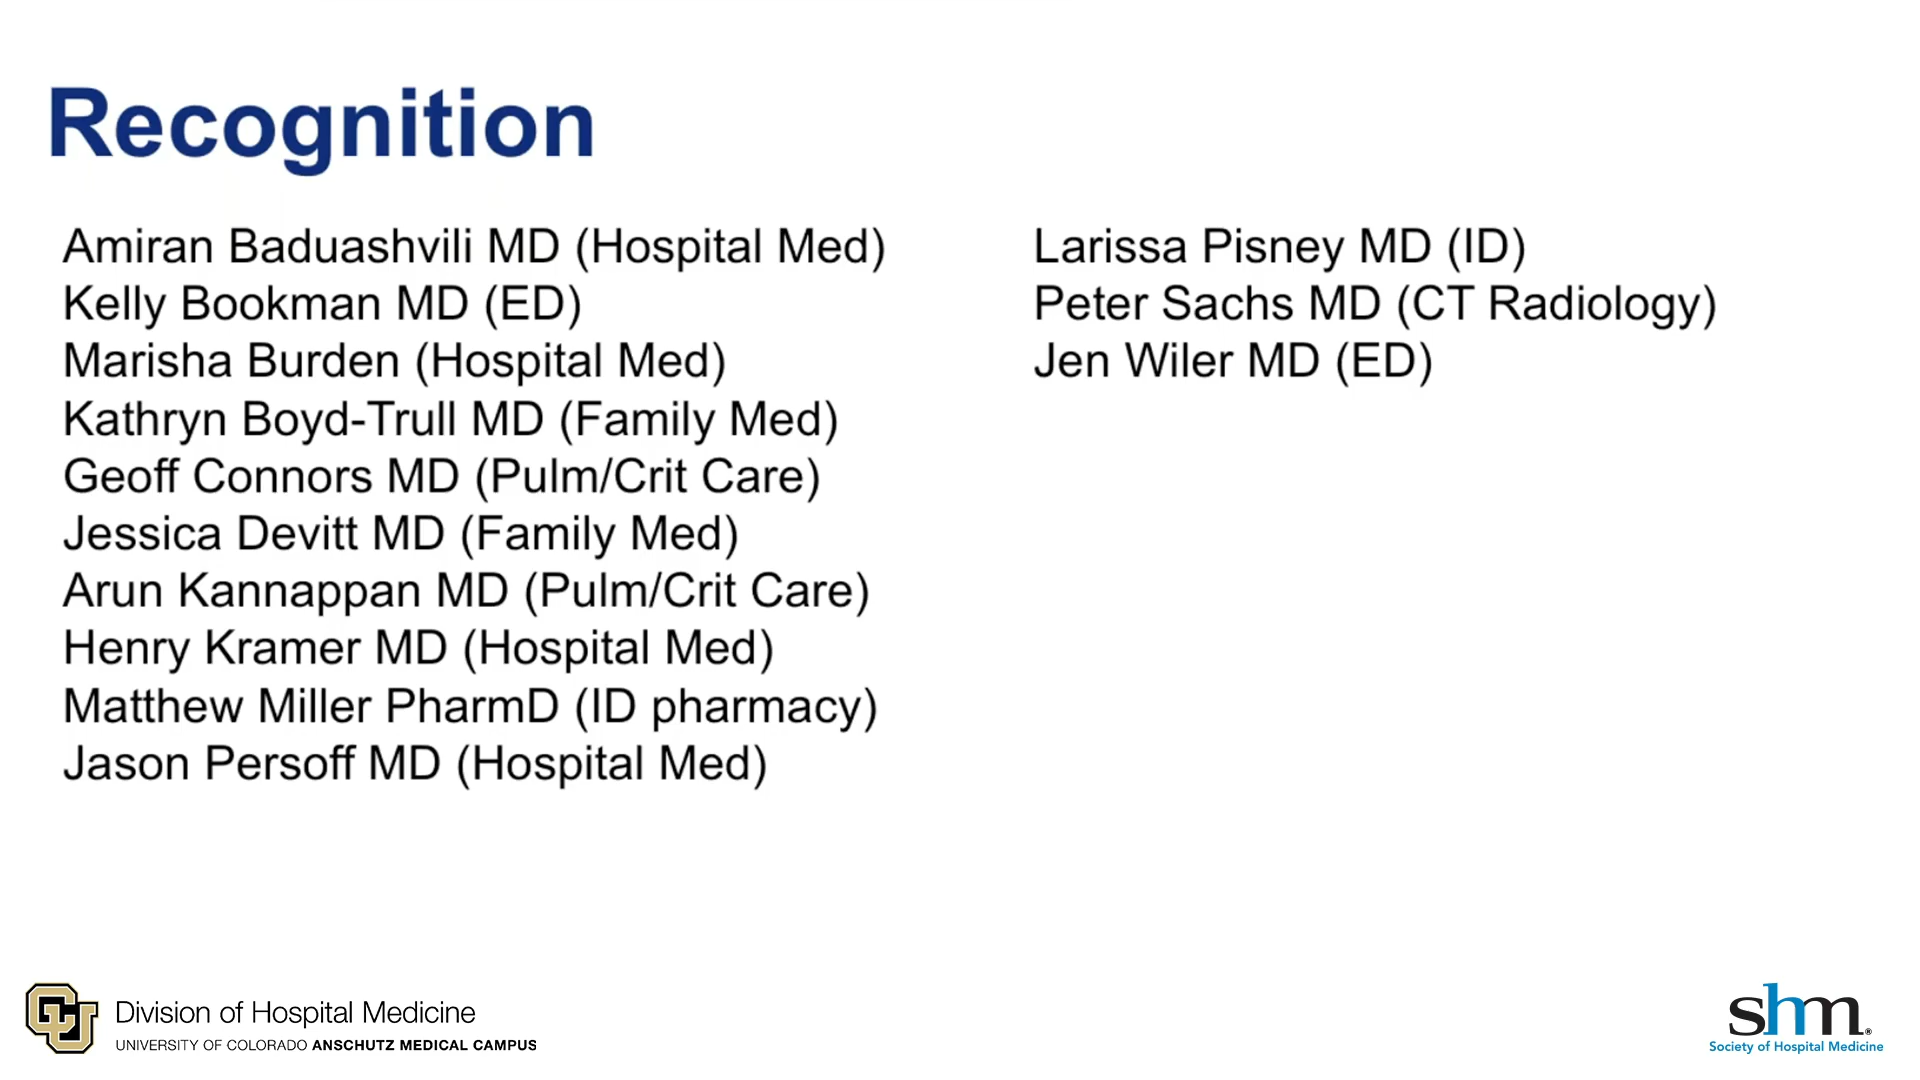 Recognition
Amiran Baduashvili MD (Hospital Med)
Kelly Bookman MD (ED)
Marisha Burden (Hospital Med)
Kathryn Boyd-Trull MD (Family Med)
Geoff Connors MD (Pulm/Crit Care)
Jessica Devitt MD (Family Med)
Arun Kannappan MD (Pulm/Crit Care)
Henry Kramer MD (Hospital Med)
Matthew Miller PharmD (ID pharmacy)
Jason Persoff MD (Hospital Med)
Larissa Pisney MD (ID)
Peter Sachs MD (CT Radiology)
Jen Wiler MD (ED)
CU
Division of Hospital Medicine
UNIVERSITY OF COLORADO ANSCHUTZ MEDICAL CAMPUS
shm®
Society of Hospital Medicine